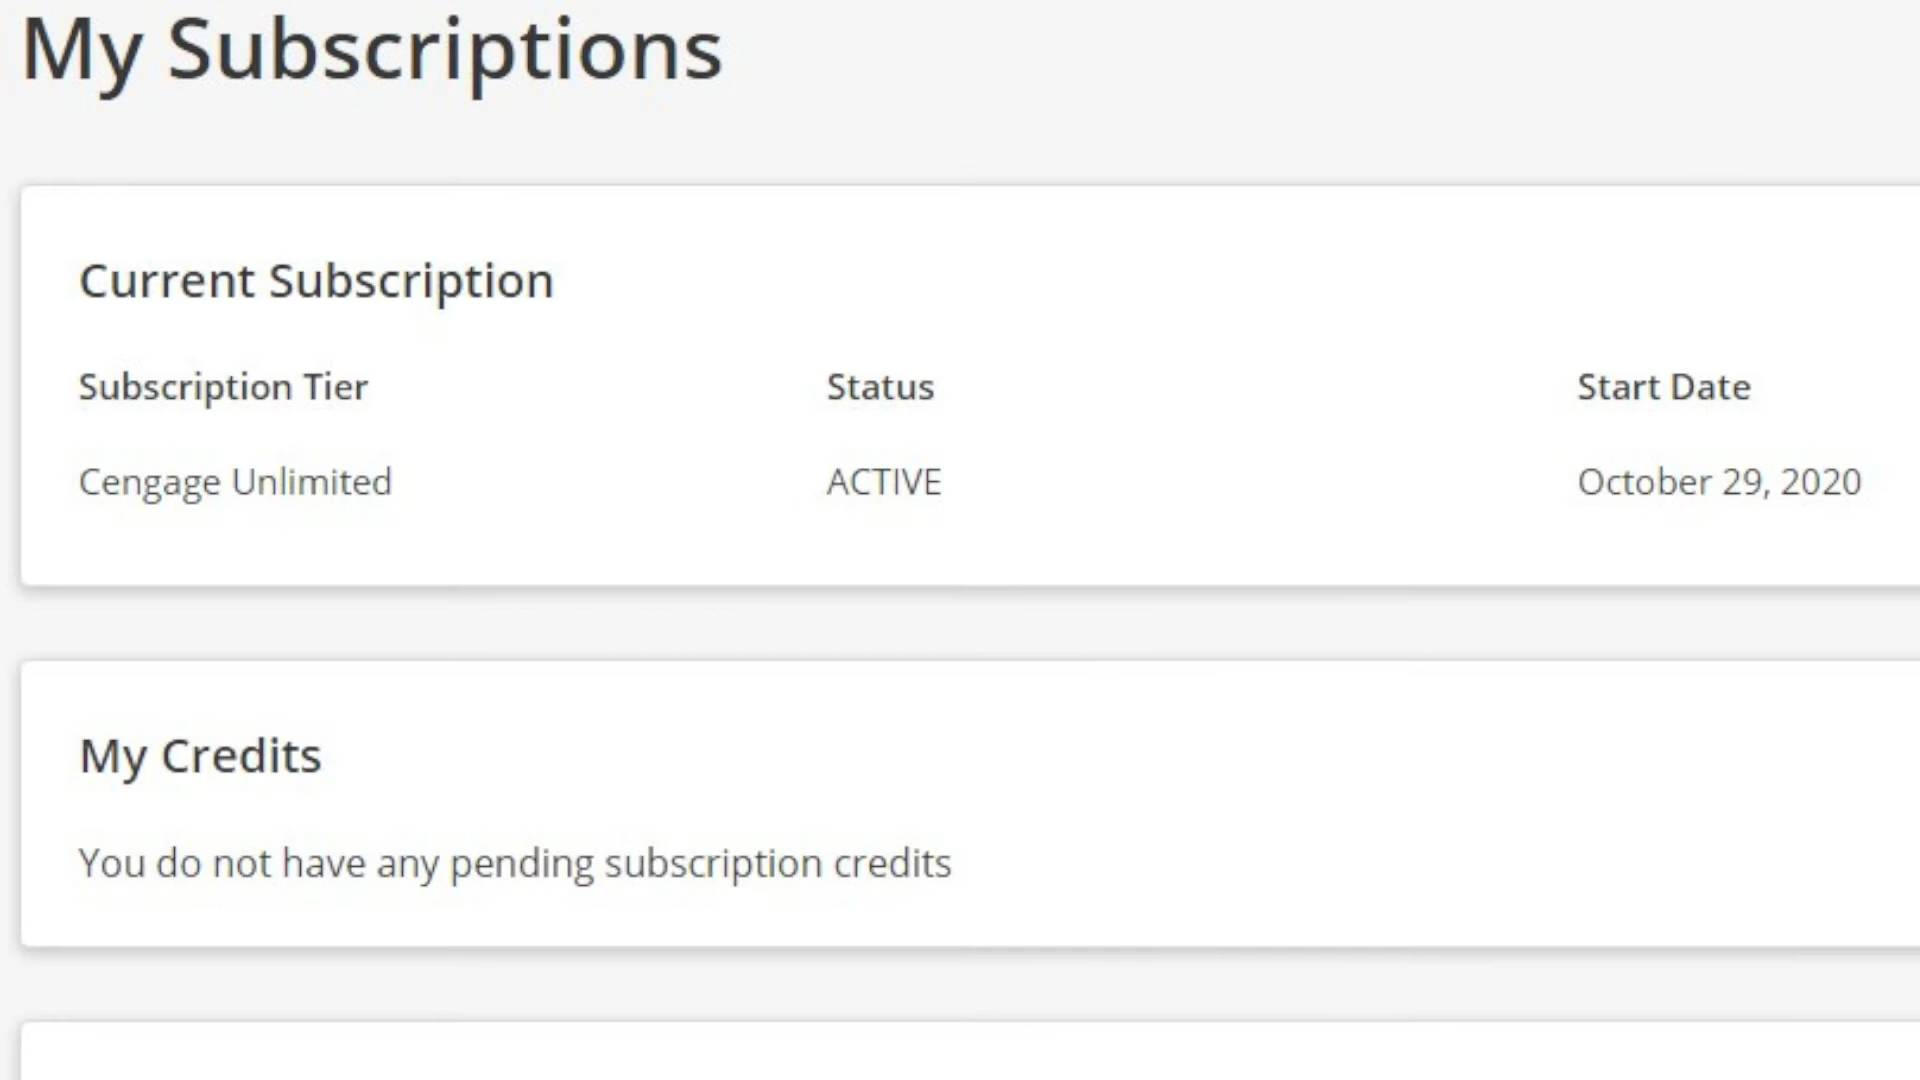 My Subscriptions
Current Subscription
Subscription Tier Status Start Date
Cengage Unlimited ACTIVE October 29, 2020
My Credits
You do not have any pending subscription credits